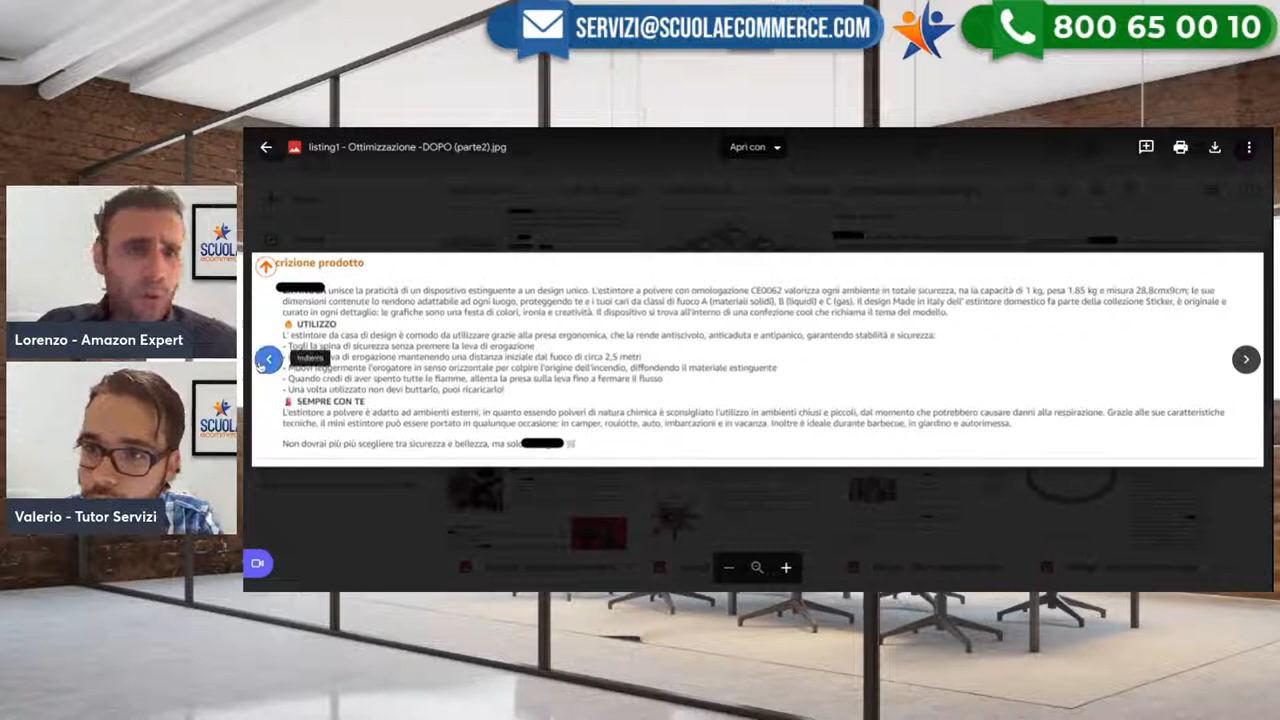 SERVIZI@SCUOLAECOMMERCE.COM
800 65 00 10
listing1 - Ottimizzazione -DOPO (parte2).jpg
Apri con
crizione prodotto
unisce la praticità di un dispositivo estinguente a un design unico. L'estintore a polvere con omologazione CE0062 valorizza ogni ambiente in totale sicurezza, ha la capacità di 1 kg, pesa 1.85 kg e misura 28,8cmx9cm; le sue
dimensioni contenute lo rendono adattabile ad ogni luogo, proteggendo te e i tuoi cari da classi di fuoco A (materiali solidi), B (liquidi) e C (gas). Il design Made in Italy dell' estintore domestico fa parte della collezione Sticker, è originale e
curato in ogni dettaglio: le grafiche sono una festa di colori, ironia e creatività. Il dispositivo si trova all'interno di una confezione cool che richiama il tema del modello.
🔥 UTILIZZO
L' estintore da casa di design è comodo da utilizzare grazie alla presa ergonomica, che la rende antiscivolo, anticaduta e antipanico, garantendo stabilità e sicurezza:
- Togli la spina di sicurezza senza premere la leva di erogazione
va di erogazione mantenendo una distanza iniziale dal fuoco di circa 2,5 metri
Indietro
- Muovi leggermente l'erogatore in senso orizzontale per colpire l'origine dell'incendio, diffondendo il materiale estinguente
- Quando credi di aver spento tutte le fiamme, allenta la presa sulla leva fino a fermare il flusso
- Una volta utilizzato non devi buttarlo, puoi ricaricarlo!
SEMPRE CON TE
L'estintore a polvere è adatto ad ambienti esterni, in quanto essendo polveri di natura chimica è sconsigliato l'utilizzo in ambienti chiusi e piccoli, dal momento che potrebbero causare danni alla respirazione. Grazie alle sue caratteristiche
tecniche, il mini estintore può essere portato in qualunque occasione: in camper, roulotte, auto, imbarcazioni e in vacanza. Inoltre è ideale durante barbecue, in giardino e autorimessa.
Non dovrai più più scegliere tra sicurezza e bellezza, ma solo
SCUOLA
ecommerce
Lorenzo - Amazon Expert
SCUOLA
ecommerce
Valerio - Tutor Servizi